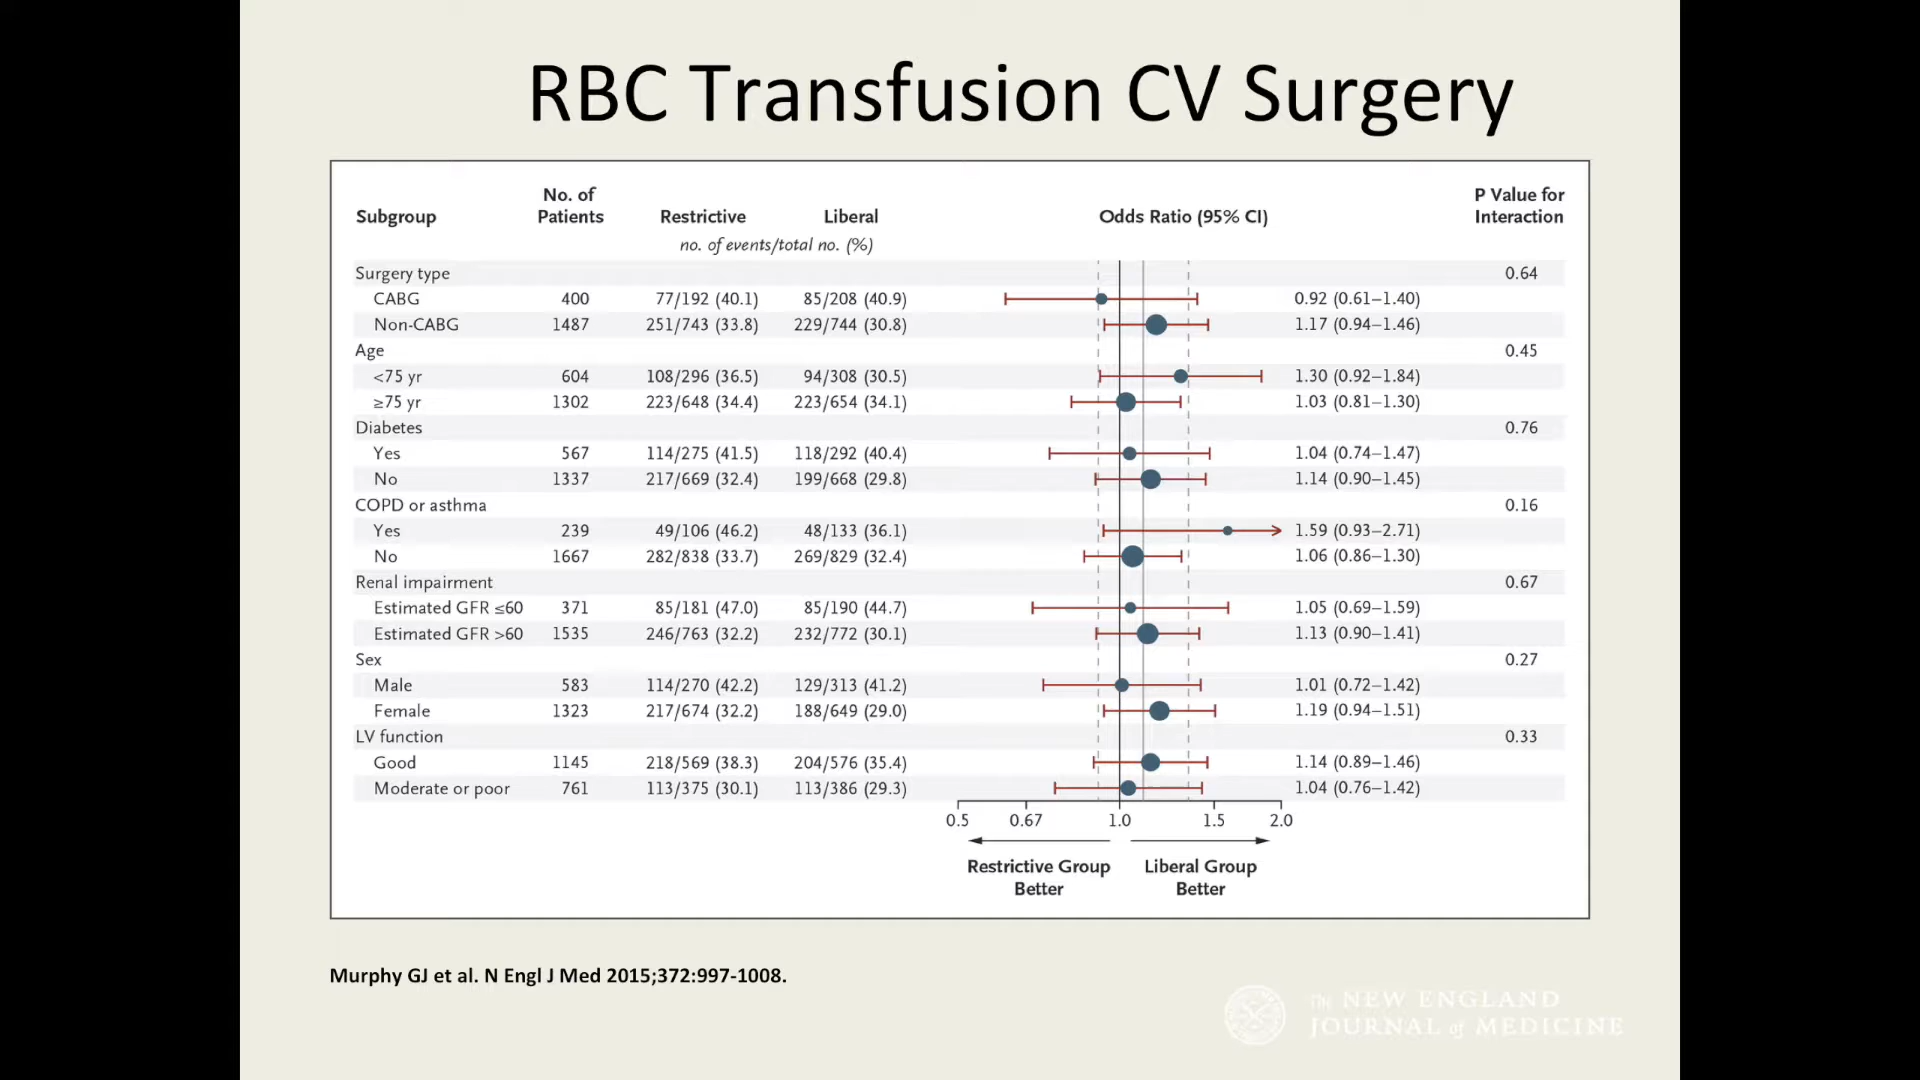 RBC Transfusion CV Surgery
Subgroup No. of Patients Restrictive Liberal Odds Ratio (95% CI) P Value for Interaction
no. of events/total no. (%)
Surgery type 0.64
CABG 400 77/192 (40.1) 85/208 (40.9) 0.92 (0.61–1.40)
Non-CABG 1487 251/743 (33.8) 229/744 (30.8) 1.17 (0.94–1.46)
Age 0.45
<75 yr 604 108/296 (36.5) 94/308 (30.5) 1.30 (0.92–1.84)
≥75 yr 1302 223/648 (34.4) 223/654 (34.1) 1.03 (0.81–1.30)
Diabetes 0.76
Yes 567 114/275 (41.5) 118/292 (40.4) 1.04 (0.74–1.47)
No 1337 217/669 (32.4) 199/668 (29.8) 1.14 (0.90–1.45)
COPD or asthma 0.16
Yes 239 49/106 (46.2) 48/133 (36.1) 1.59 (0.93–2.71)
No 1667 282/838 (33.7) 269/829 (32.4) 1.06 (0.86–1.30)
Renal impairment 0.67
Estimated GFR ≤60 371 85/181 (47.0) 85/190 (44.7) 1.05 (0.69–1.59)
Estimated GFR >60 1535 246/763 (32.2) 232/772 (30.1) 1.13 (0.90–1.41)
Sex 0.27
Male 583 114/270 (42.2) 129/313 (41.2) 1.01 (0.72–1.42)
Female 1323 217/674 (32.2) 188/649 (29.0) 1.19 (0.94–1.51)
LV function 0.33
Good 1145 218/569 (38.3) 204/576 (35.4) 1.14 (0.89–1.46)
Moderate or poor 761 113/375 (30.1) 113/386 (29.3) 1.04 (0.76–1.42)
0.5 0.67 1.0 1.5 2.0
Restrictive Group Better Liberal Group Better
Murphy GJ et al. N Engl J Med 2015;372:997-1008.
The NEW ENGLAND
JOURNAL of MEDICINE